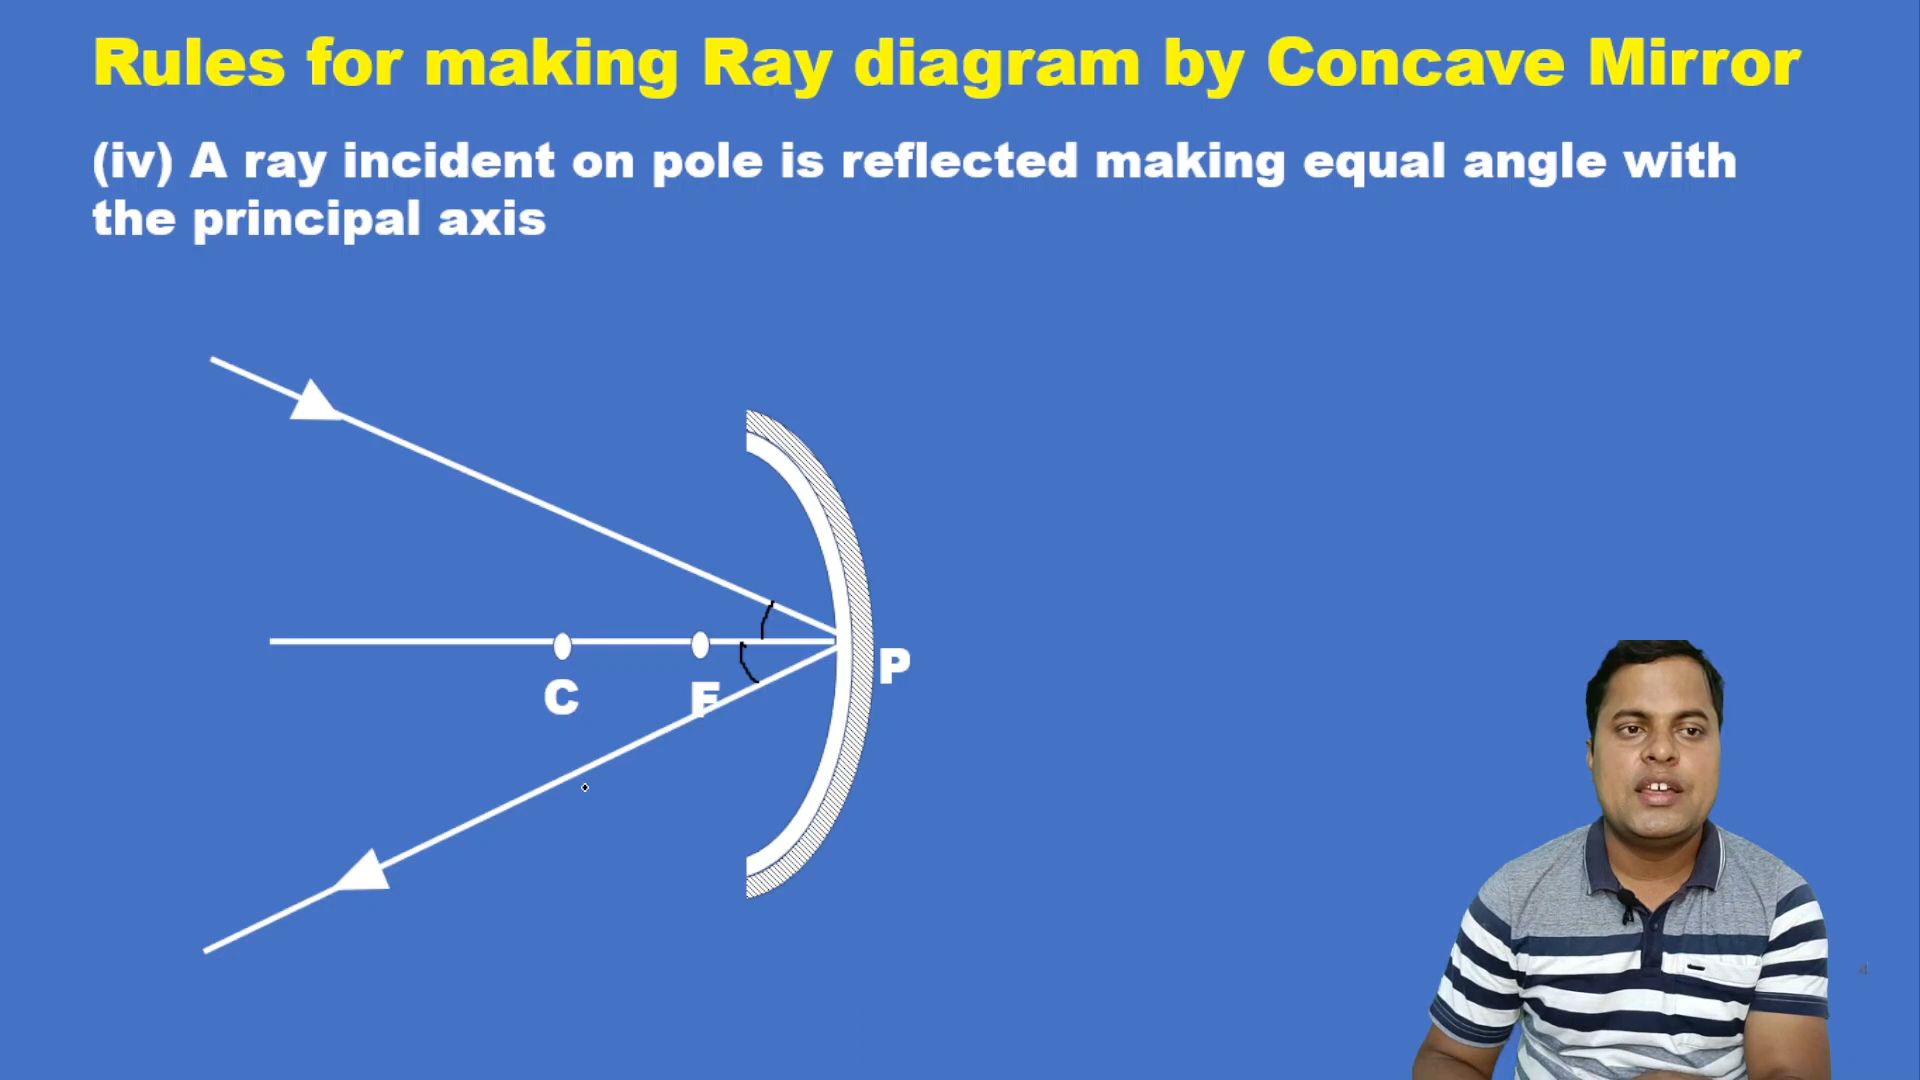 Rules for making Ray diagram by Concave Mirror
(iv) A ray incident on pole is reflected making equal angle with
the principal axis
P
C
F
4